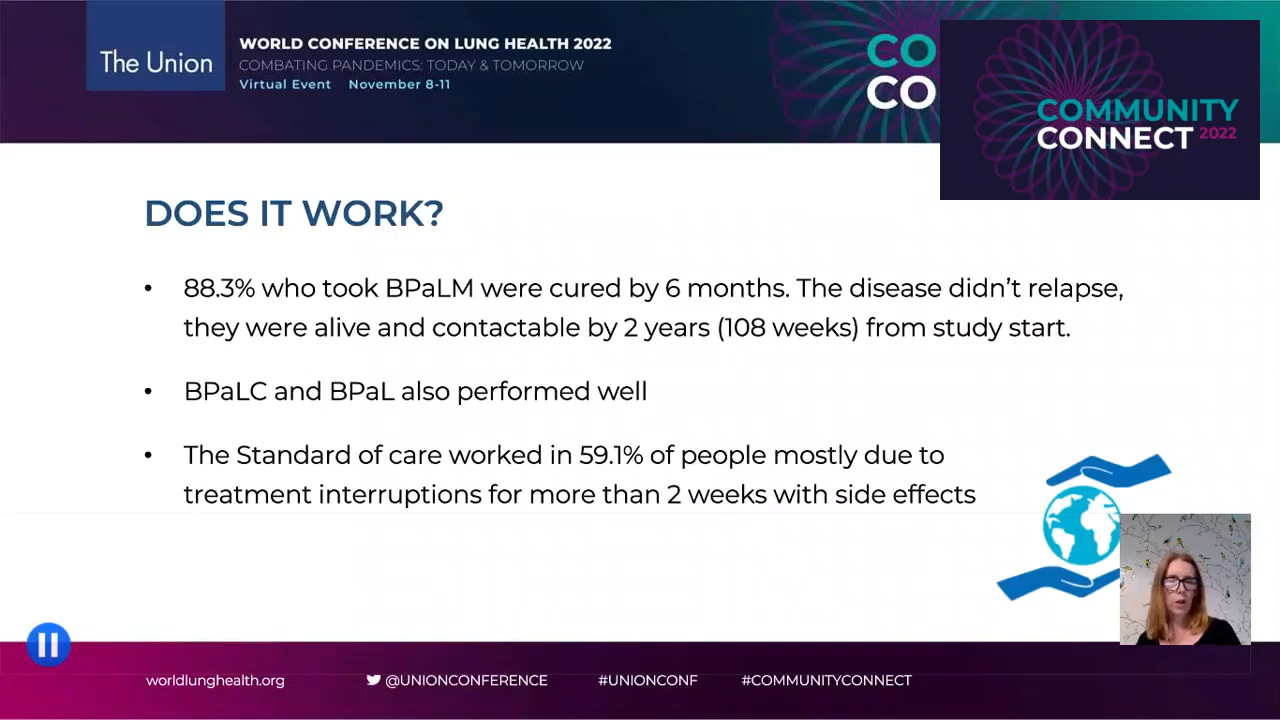 The Union
WORLD CONFERENCE ON LUNG HEALTH 2022
COMBATING PANDEMICS: TODAY & TOMORROW
Virtual Event November 8-11
CO
CO
COMMUNITY
CONNECT 2022
DOES IT WORK?
• 88.3% who took BPaLM were cured by 6 months. The disease didn’t relapse,
they were alive and contactable by 2 years (108 weeks) from study start.
• BPaLC and BPaL also performed well
• The Standard of care worked in 59.1% of people mostly due to
treatment interruptions for more than 2 weeks with side effects
worldlunghealth.org
@UNIONCONFERENCE
#UNIONCONF
#COMMUNITYCONNECT